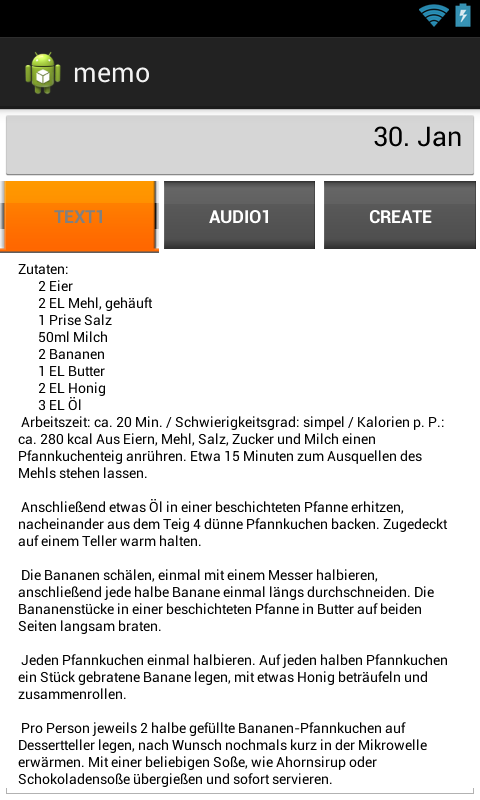 memo
30. Jan
TEXT1
AUDIO1
CREATE
Zutaten:
2 Eier
2 EL Mehl, gehäuft
1 Prise Salz
50ml Milch
2 Bananen
1 EL Butter
2 EL Honig
3 EL Öl
Arbeitszeit: ca. 20 Min. / Schwierigkeitsgrad: simpel / Kalorien p. P.:
ca. 280 kcal Aus Eiern, Mehl, Salz, Zucker und Milch einen
Pfannkuchenteig anrühren. Etwa 15 Minuten zum Ausquellen des
Mehls stehen lassen.
Anschließend etwas Öl in einer beschichteten Pfanne erhitzen,
nacheinander aus dem Teig 4 dünne Pfannkuchen backen. Zugedeckt
auf einem Teller warm halten.
Die Bananen schälen, einmal mit einem Messer halbieren,
anschließend jede halbe Banane einmal längs durchschneiden. Die
Bananenstücke in einer beschichteten Pfanne in Butter auf beiden
Seiten langsam braten.
Jeden Pfannkuchen einmal halbieren. Auf jeden halben Pfannkuchen
ein Stück gebratene Banane legen, mit etwas Honig beträufeln und
zusammenrollen.
Pro Person jeweils 2 halbe gefüllte Bananen-Pfannkuchen auf
Dessertteller legen, nach Wunsch nochmals kurz in der Mikrowelle
erwärmen. Mit einer beliebigen Soße, wie Ahornsirup oder
Schokoladensoße übergießen und sofort servieren.